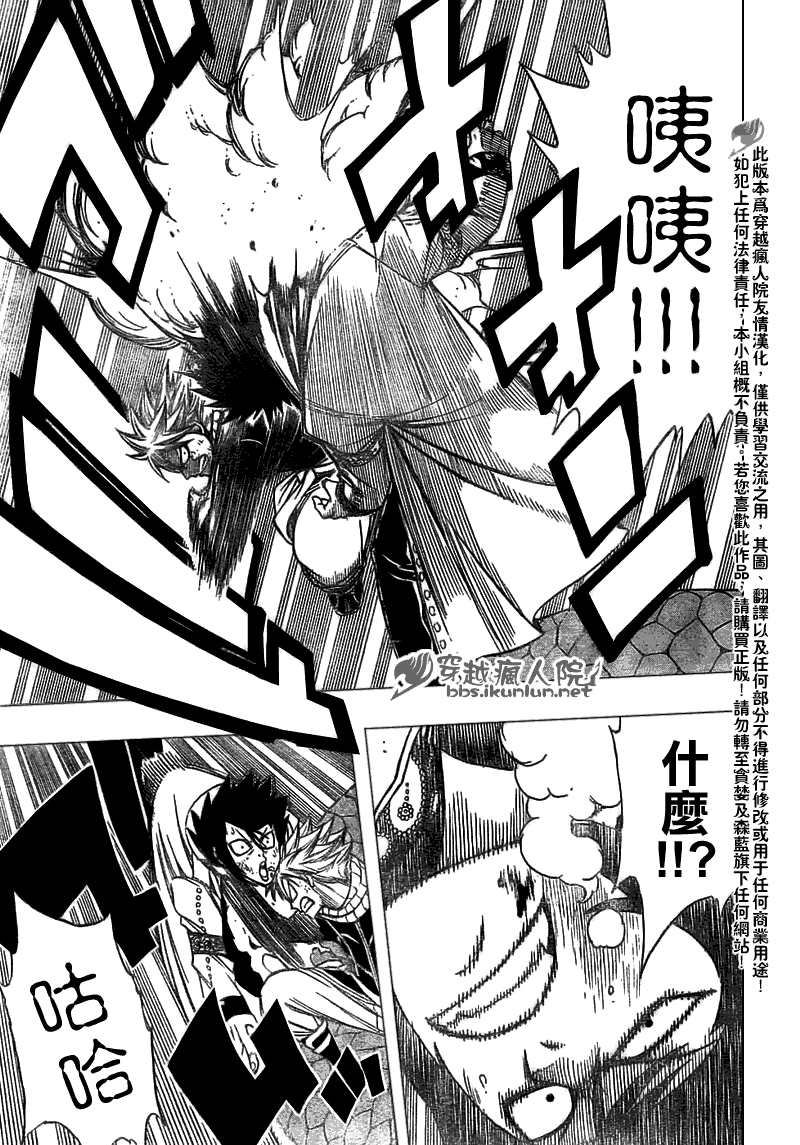 咦
咦!!!
此版本爲穿越瘋人院友情漢化，僅供學習交流之用，其圖、翻譯以及任何部分不得進行修改或用于任何商業用途！
如犯上任何法律責任，本小組概不負責。若您喜歡此作品，請購買正版！請勿轉至貪婪及森藍旗下任何網站！
穿越瘋人院
bbs.ikunlun.net
什
麼!!?
咕
哈